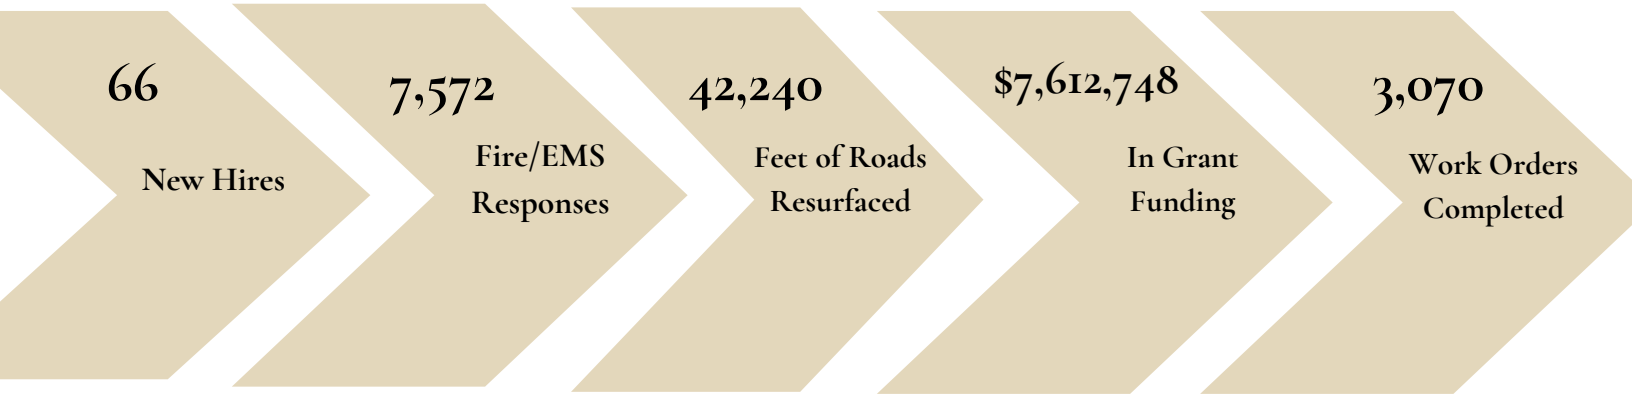 66
New Hires
7,572
Fire/EMS
Responses
42,240
Feet of Roads
Resurfaced
$7,612,748
In Grant
Funding
3,070
Work Orders
Completed